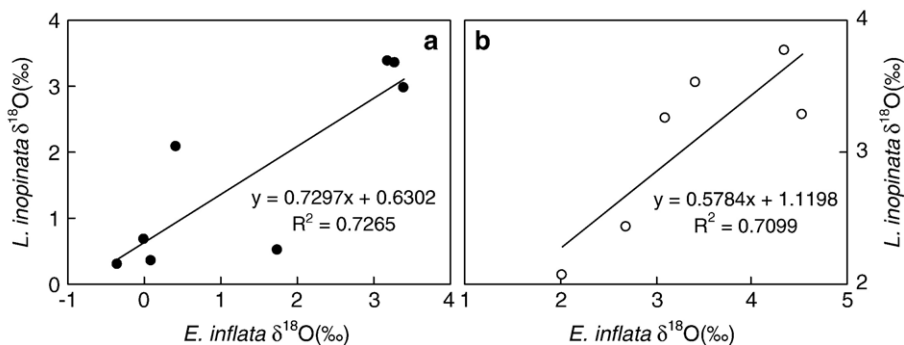 4
3
2
1
0
L. inopinata δ18O(‰)
a
y = 0.7297x + 0.6302
R2 = 0.7265
-1 0 1 2 3 4
E. inflata δ18O(‰)
b
y = 0.5784x + 1.1198
R2 = 0.7099
1 2 3 4 5
E. inflata δ18O(‰)
4
3
2
L. inopinata δ18O(‰)